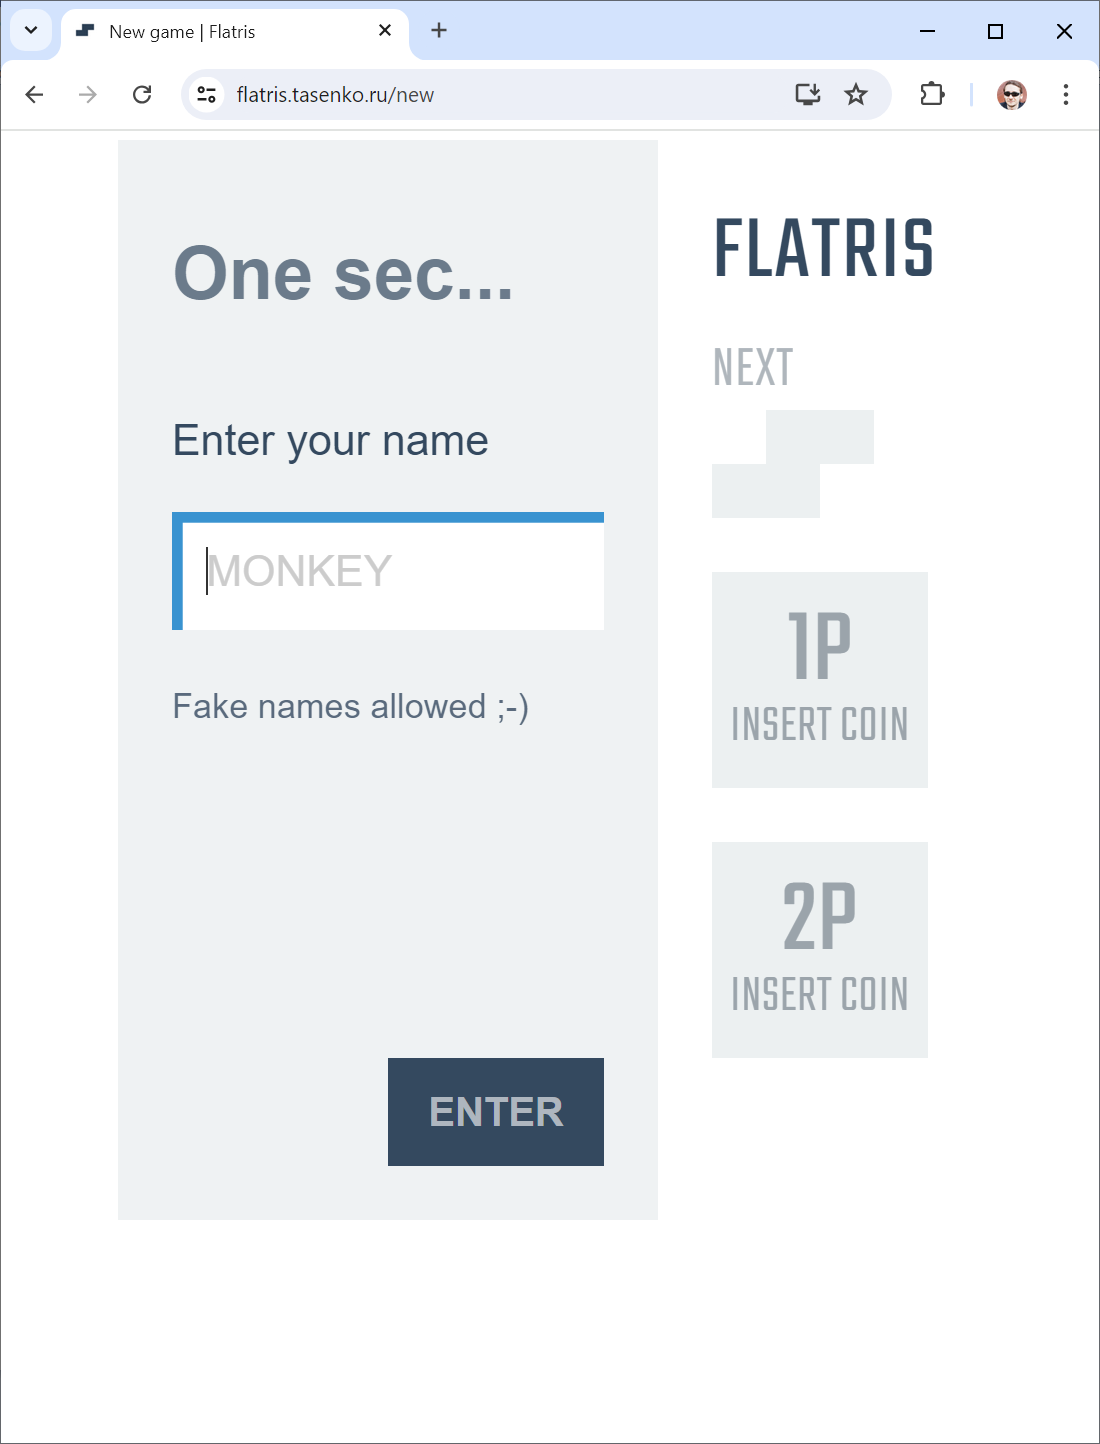 New game | Flatris
flatris.tasenko.ru/new
One sec...
Enter your name
MONKEY
Fake names allowed ;-)
ENTER
FLATRIS
NEXT
1P
INSERT COIN
2P
INSERT COIN